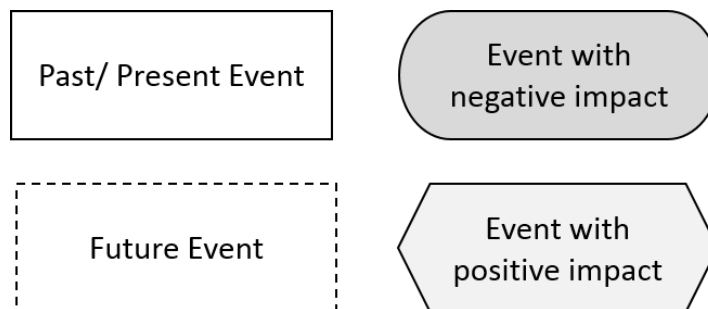 Past/ Present Event
Event with
negative impact
Future Event
Event with
positive impact